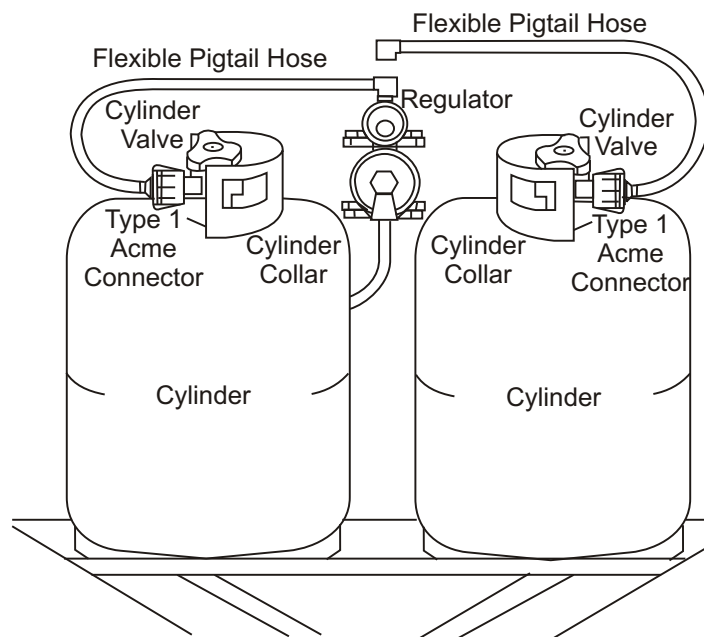 Flexible Pigtail Hose
Flexible Pigtail Hose
Regulator
Cylinder
Valve
Cylinder
Valve
Type 1
Acme
Connector
Cylinder
Collar
Cylinder
Collar
Type 1
Acme
Connector
Cylinder
Cylinder